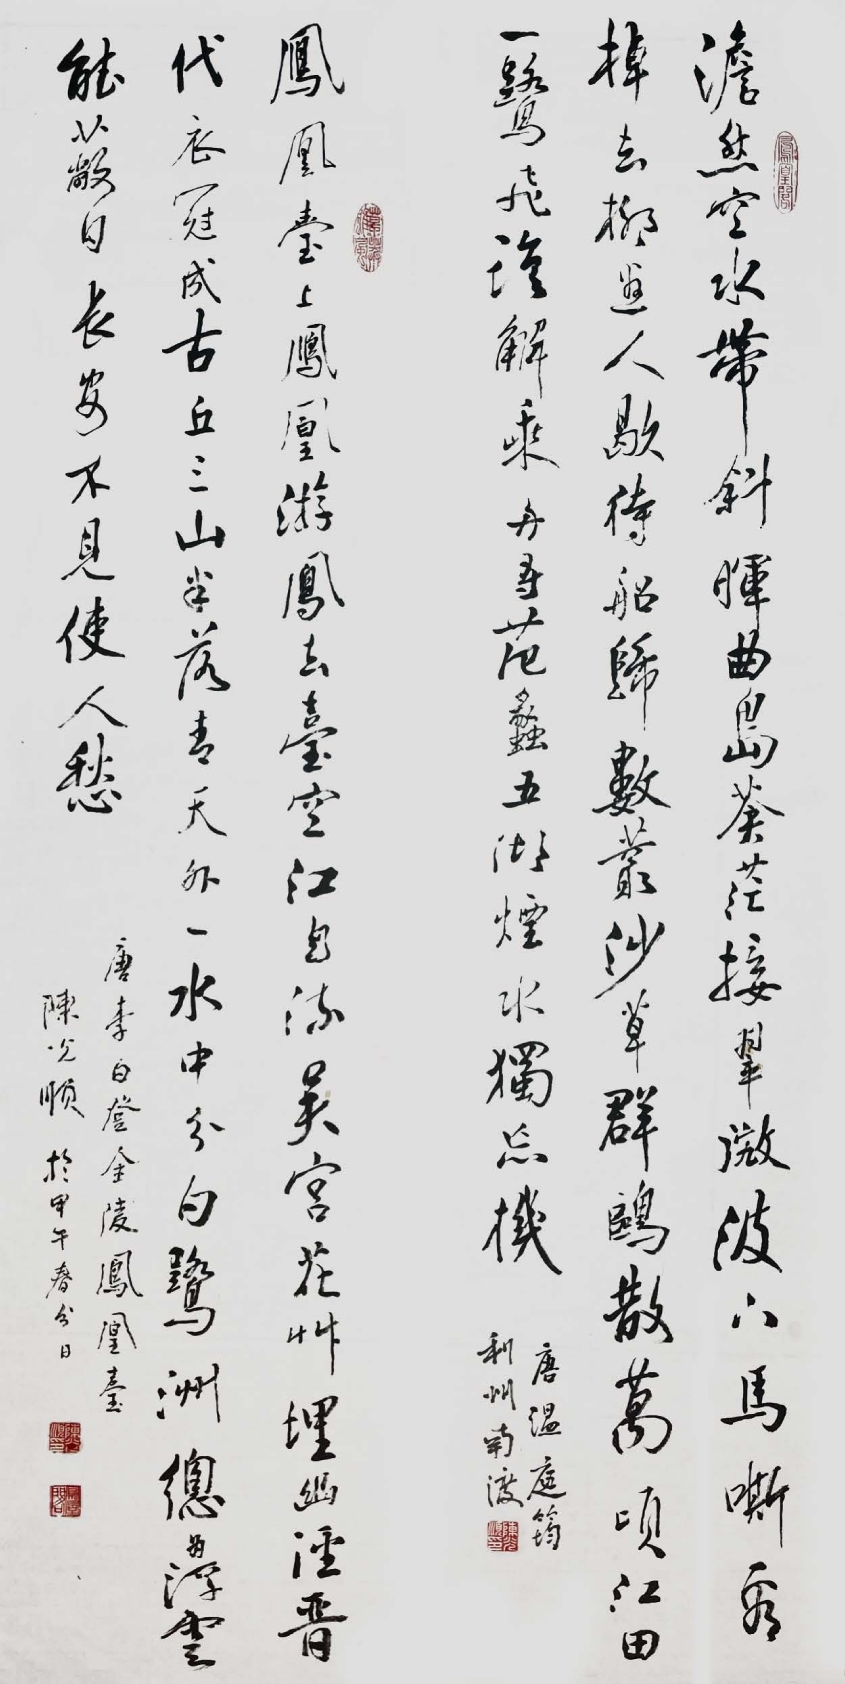 澹然空水帶斜暉曲島蒼茫接翠微波上馬嘶看
棹去柳邊人歇待船歸數叢沙草群鷗散萬頃江田
一鷺飛誰解乘舟尋范蠡五湖煙水獨忘機
唐溫庭筠
利州南渡
鳳凰臺上鳳凰游鳳去臺空江自流吳宮花艸埋幽徑晉
代衣冠成古丘三山半落青天外一水中分白鷺洲總為浮雲
能蔽日長安不見使人愁
唐李白登金陵鳳凰臺
陳光順於甲午春分日